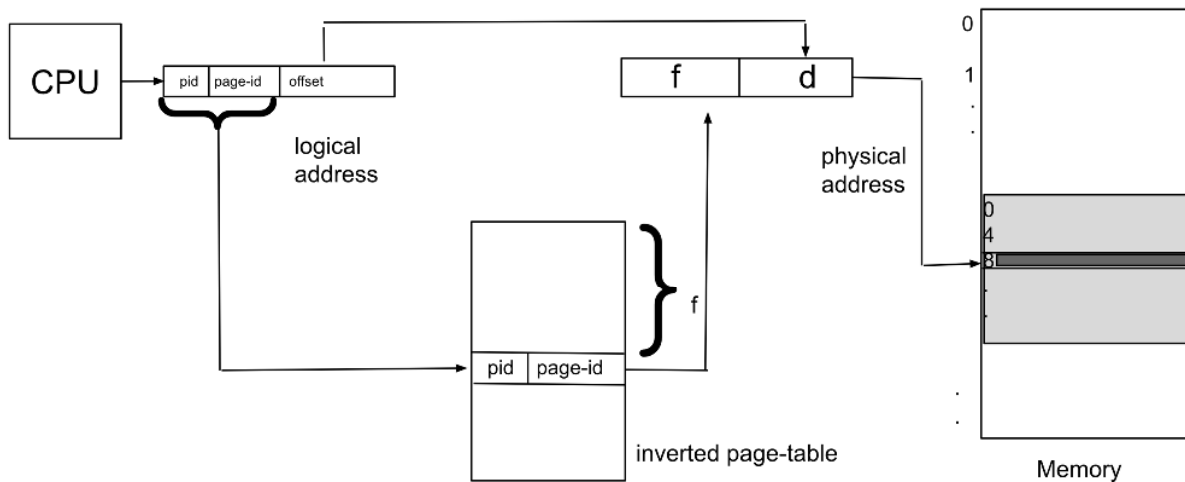 CPU
pid page-id offset
logical
address
f d
physical
address
0
1
.
.
0
4
8
.
.
.
.
f
pid page-id
inverted page-table
Memory